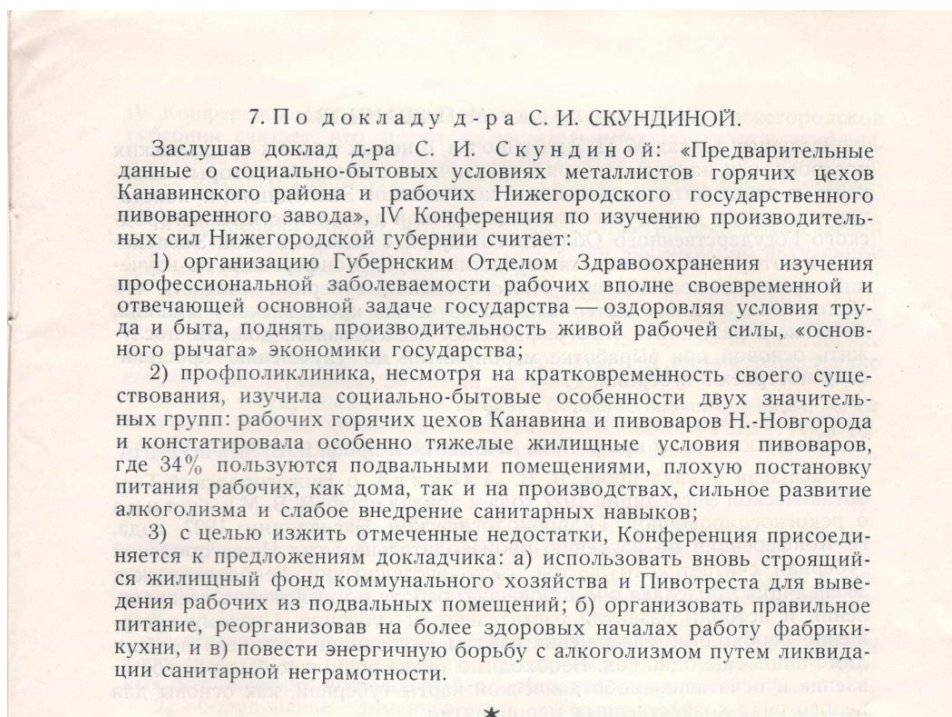 7. По докладу д-ра С. И. СКУНДИНОЙ.
Заслушав доклад д-ра С. И. Скундиной: «Предварительные
данные о социально-бытовых условиях металлистов горячих цехов
Канавинского района и рабочих Нижегородского государственного
пивоваренного завода», IV Конференция по изучению производитель-
ных сил Нижегородской губернии считает:
1) организацию Губернским Отделом Здравоохранения изучения
профессиональной заболеваемости рабочих вполне своевременной и
отвечающей основной задаче государства — оздоровляя условия тру-
да и быта, поднять производительность живой рабочей силы, «основ-
ного рычага» экономики государства;
2) профполиклиника, несмотря на кратковременность своего суще-
ствования, изучила социально-бытовые особенности двух значитель-
ных групп: рабочих горячих цехов Канавина и пивоваров Н.-Новгорода
и констатировала особенно тяжелые жилищные условия пивоваров,
где 34% пользуются подвальными помещениями, плохую постановку
питания рабочих, как дома, так и на производствах, сильное развитие
алкоголизма и слабое внедрение санитарных навыков;
3) с целью изжить отмеченные недостатки, Конференция присоеди-
няется к предложениям докладчика: а) использовать вновь строящий-
ся жилищный фонд коммунального хозяйства и Пивотреста для выве-
дения рабочих из подвальных помещений; б) организовать правильное
питание, реорганизовав на более здоровых началах работу фабрики-
кухни, и в) повести энергичную борьбу с алкоголизмом путем ликвида-
ции санитарной неграмотности.
*